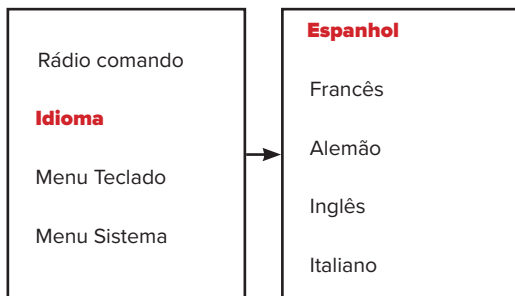 Rádio comando
Idioma
Menu Teclado
Menu Sistema
Espanhol
Francês
Alemão
Inglês
Italiano